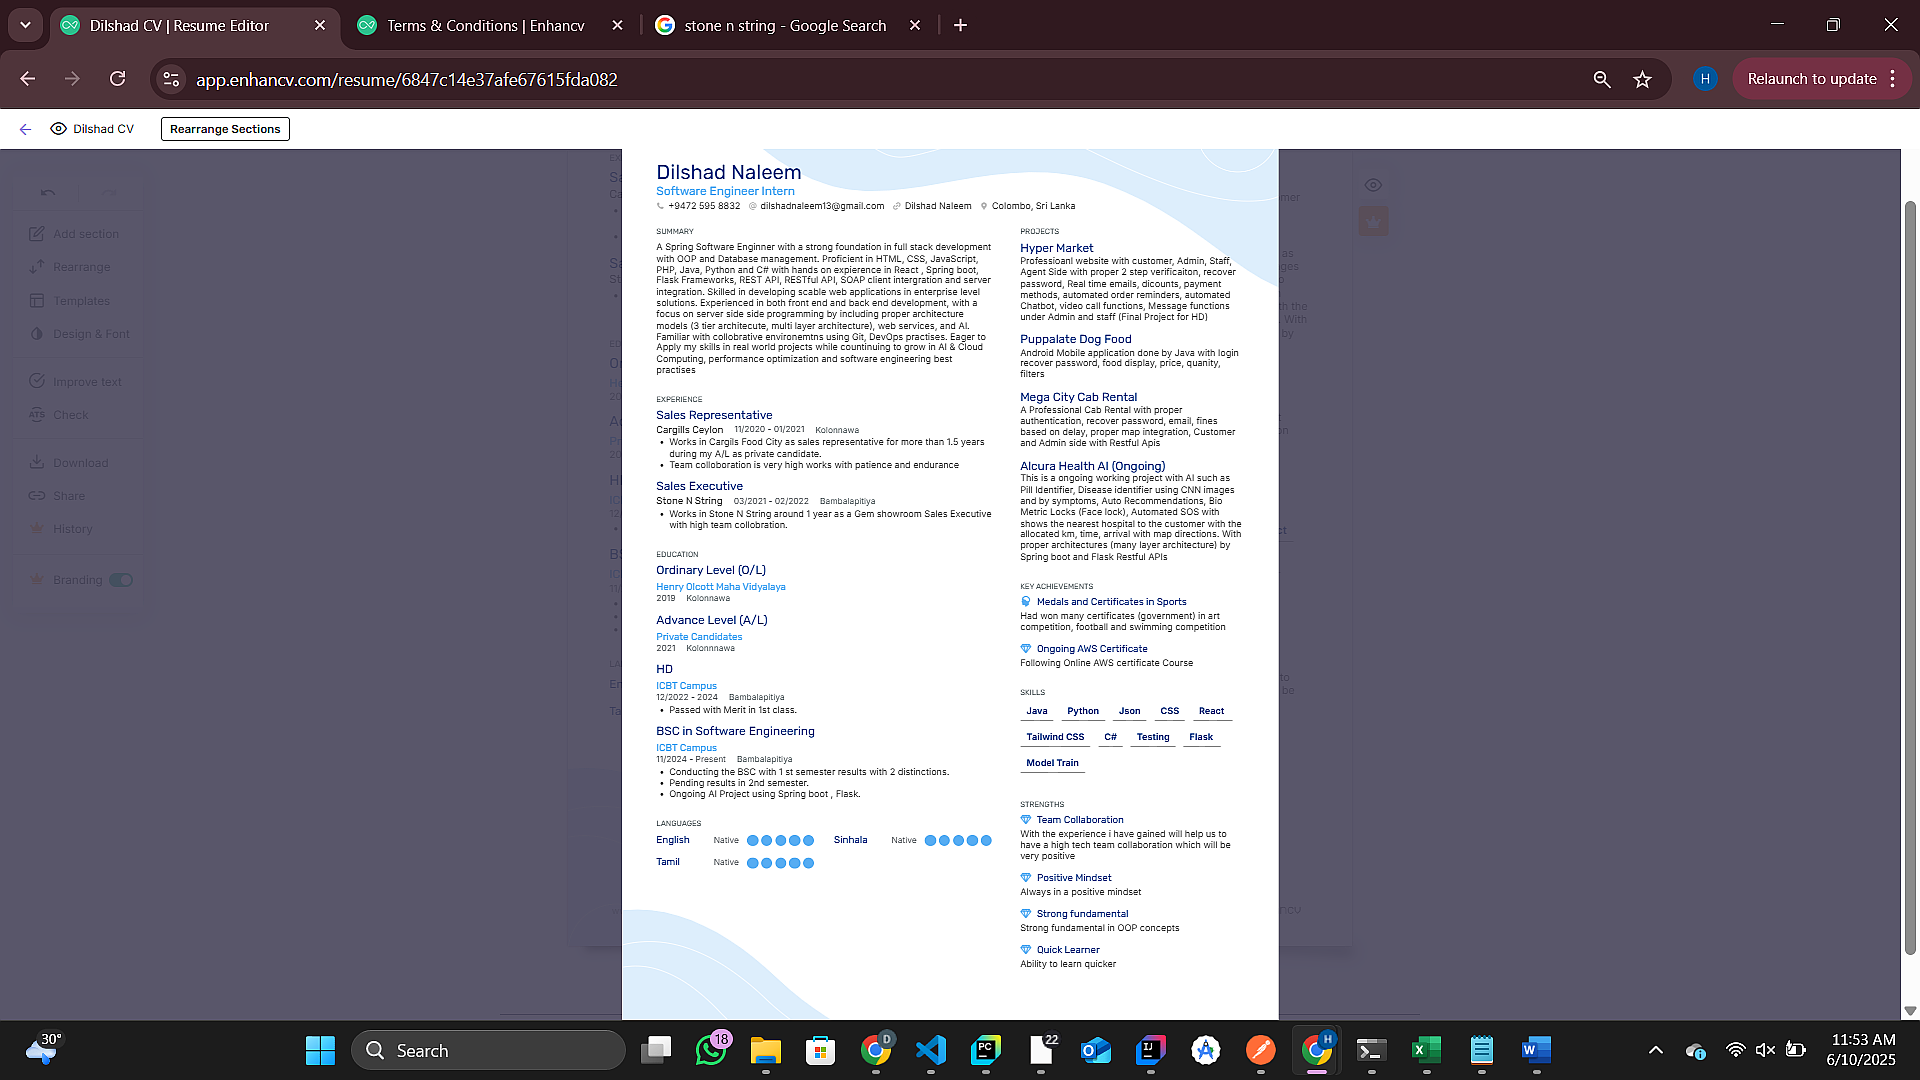 Dilshad CV | Resume Editor
Terms & Conditions | Enhancv
stone n string - Google Search
app.enhancv.com/resume/6847c14e37afe67615fda082
H
Relaunch to update
Dilshad CV
Rearrange Sections
Add section
Rearrange
Templates
Design & Font
Improve text
Check
Download
Share
History
Branding
Dilshad Naleem
Software Engineer Intern
+9472 595 8832 @ dilshadnaleem13@gmail.com Dilshad Naleem Colombo, Sri Lanka
SUMMARY
A Spring Software Enginner with a strong foundation in full stack development
with OOP and Database management. Proficient in HTML, CSS, JavaScript,
PHP, Java, Python and C# with hands on expierence in React , Spring boot,
Flask Frameworks, REST API, RESTful API, SOAP client intergration and server
integration. Skilled in developing scable web applications in enterprise level
solutions. Experienced in both front end and back end development, with a
focus on server side side programming by including proper architecture
models (3 tier architecute, multi layer architecture), web services, and AI.
Familiar with collobrative environemtns using Git, DevOps practises. Eager to
Apply my skills in real world projects while countinuing to grow in AI & Cloud
Computing, performance optimization and software engineering best
practises
EXPERIENCE
Sales Representative
Cargills Ceylon 11/2020 - 01/2021 Kolonnawa
• Works in Cargils Food City as sales representative for more than 1.5 years
during my A/L as private candidate.
• Team colloboration is very high works with patience and endurance
Sales Executive
Stone N String 03/2021 - 02/2022 Bambalapitiya
• Works in Stone N String around 1 year as a Gem showroom Sales Executive
with high team collobration.
EDUCATION
Ordinary Level (O/L)
Henry Olcott Maha Vidyalaya
2019 Kolonnawa
Advance Level (A/L)
Private Candidates
2021 Kolonnnawa
HD
ICBT Campus
12/2022 - 2024 Bambalapitiya
• Passed with Merit in 1st class.
BSC in Software Engineering
ICBT Campus
11/2024 - Present Bambalapitiya
• Conducting the BSC with 1 st semester results with 2 distinctions.
• Pending results in 2nd semester.
• Ongoing AI Project using Spring boot , Flask.
LANGUAGES
English Native Sinhala Native
Tamil Native
PROJECTS
Hyper Market
Professioanl website with customer, Admin, Staff,
Agent Side with proper 2 step verificaiton, recover
password, Real time emails, dicounts, payment
methods, automated order reminders, automated
Chatbot, video call functions, Message functions
under Admin and staff (Final Project for HD)
Puppalate Dog Food
Android Mobile application done by Java with login
recover password, food display, price, quanity,
filters
Mega City Cab Rental
A Professional Cab Rental with proper
authentication, recover password, email, fines
based on delay, proper map integration, Customer
and Admin side with Restful Apis
Alcura Health AI (Ongoing)
This is a ongoing working project with AI such as
Pill Identifier, Disease identifier using CNN images
and by symptoms, Auto Recommendations, Bio
Metric Locks (Face lock), Automated SOS with
shows the nearest hospital to the customer with the
allocated km, time, arrival with map directions. With
proper architectures (many layer architecture) by
Spring boot and Flask Restful APIs
KEY ACHIEVEMENTS
Medals and Certificates in Sports
Had won many certificates (government) in art
competition, football and swimming competition
Ongoing AWS Certificate
Following Online AWS certificate Course
SKILLS
Java Python Json CSS React
Tailwind CSS C# Testing Flask
Model Train
STRENGTHS
Team Collaboration
With the experience i have gained will help us to
have a high tech team collaboration which will be
very positive
Positive Mindset
Always in a positive mindset
Strong fundamental
Strong fundamental in OOP concepts
Quick Learner
Ability to learn quicker
30°
Search
18
D
PC
22
IJ
H
11:53 AM
6/10/2025